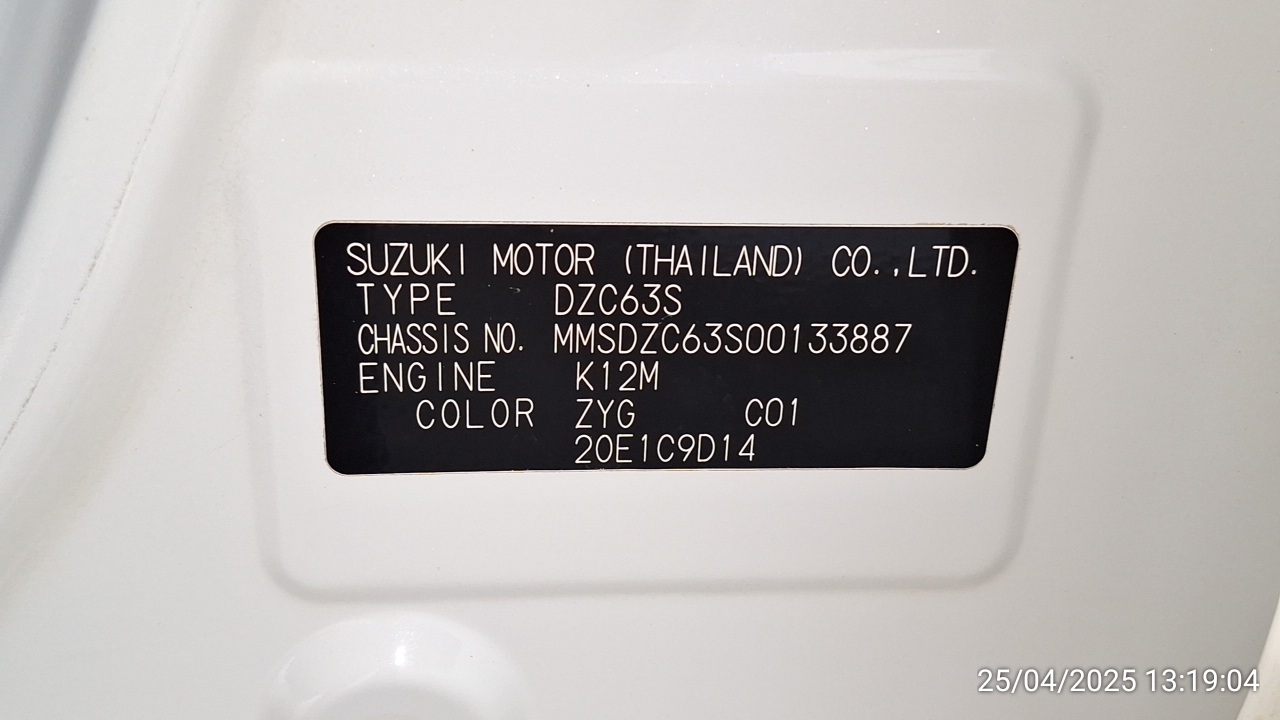 SUZUKI MOTOR (THAILAND) CO.,LTD.
TYPE DZC63S
CHASSIS NO. MMSDZC63S00133887
ENGINE K12M
COLOR ZYG C01
20E1C9D14
25/04/2025 13:19:04